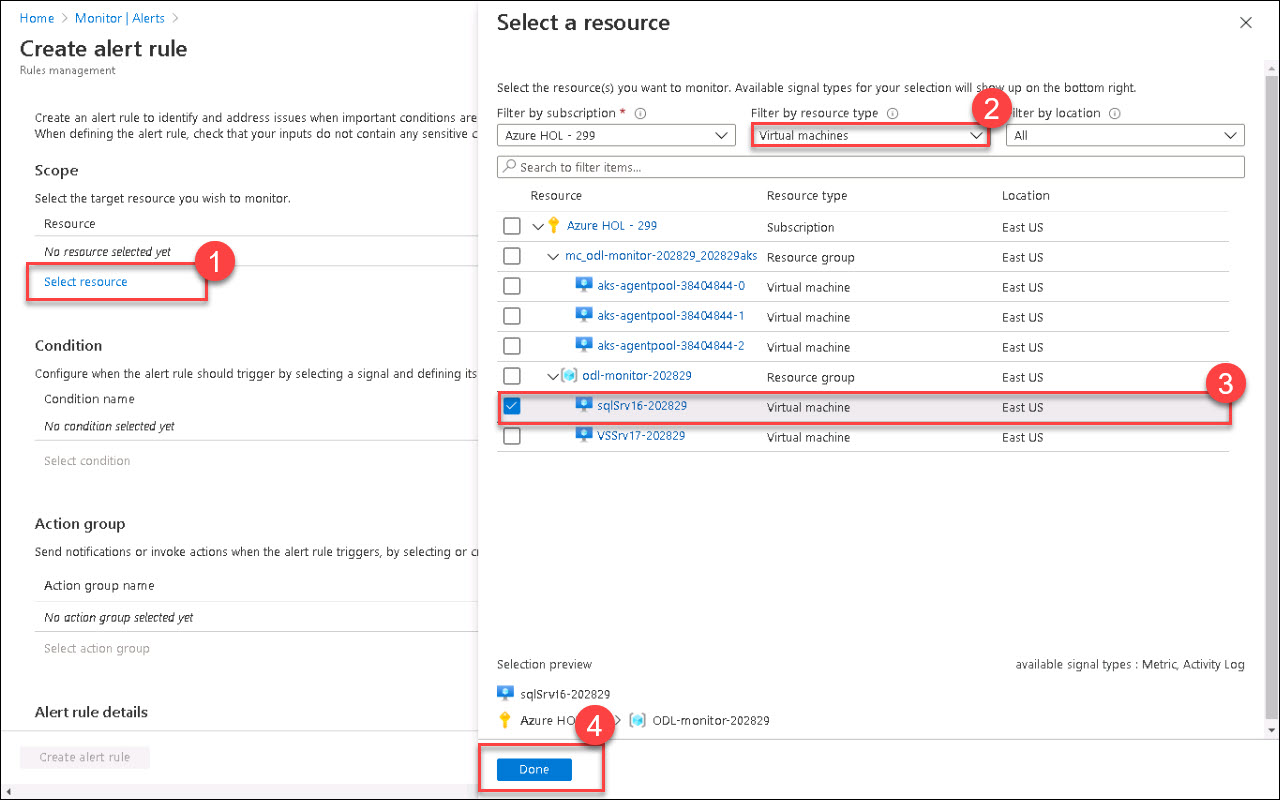 Home > Monitor | Alerts >
Create alert rule
Rules management
Create an alert rule to identify and address issues when important conditions are
When defining the alert rule, check that your inputs do not contain any sensitive c
Scope
Select the target resource you wish to monitor.
Resource
No resource selected yet
1
Select resource
Condition
Configure when the alert rule should trigger by selecting a signal and defining its
Condition name
No condition selected yet
Select condition
Action group
Send notifications or invoke actions when the alert rule triggers, by selecting or cr
Action group name
No action group selected yet
Select action group
Alert rule details
Create alert rule
Select a resource
Select the resource(s) you want to monitor. Available signal types for your selection will show up on the bottom right.
2
Filter by subscription * Filter by resource type ilter by location
Azure HOL - 299 Virtual machines All
Search to filter items...
Resource Resource type Location
Azure HOL - 299 Subscription East US
mc_odl-monitor-202829_202829aks Resource group East US
aks-agentpool-38404844-0 Virtual machine East US
aks-agentpool-38404844-1 Virtual machine East US
aks-agentpool-38404844-2 Virtual machine East US
odl-monitor-202829 Resource group East US
3
sqlSrv16-202829 Virtual machine East US
VSSrv17-202829 Virtual machine East US
Selection preview available signal types : Metric, Activity Log
sqlSrv16-202829
Azure HO > ODL-monitor-202829
4
Done